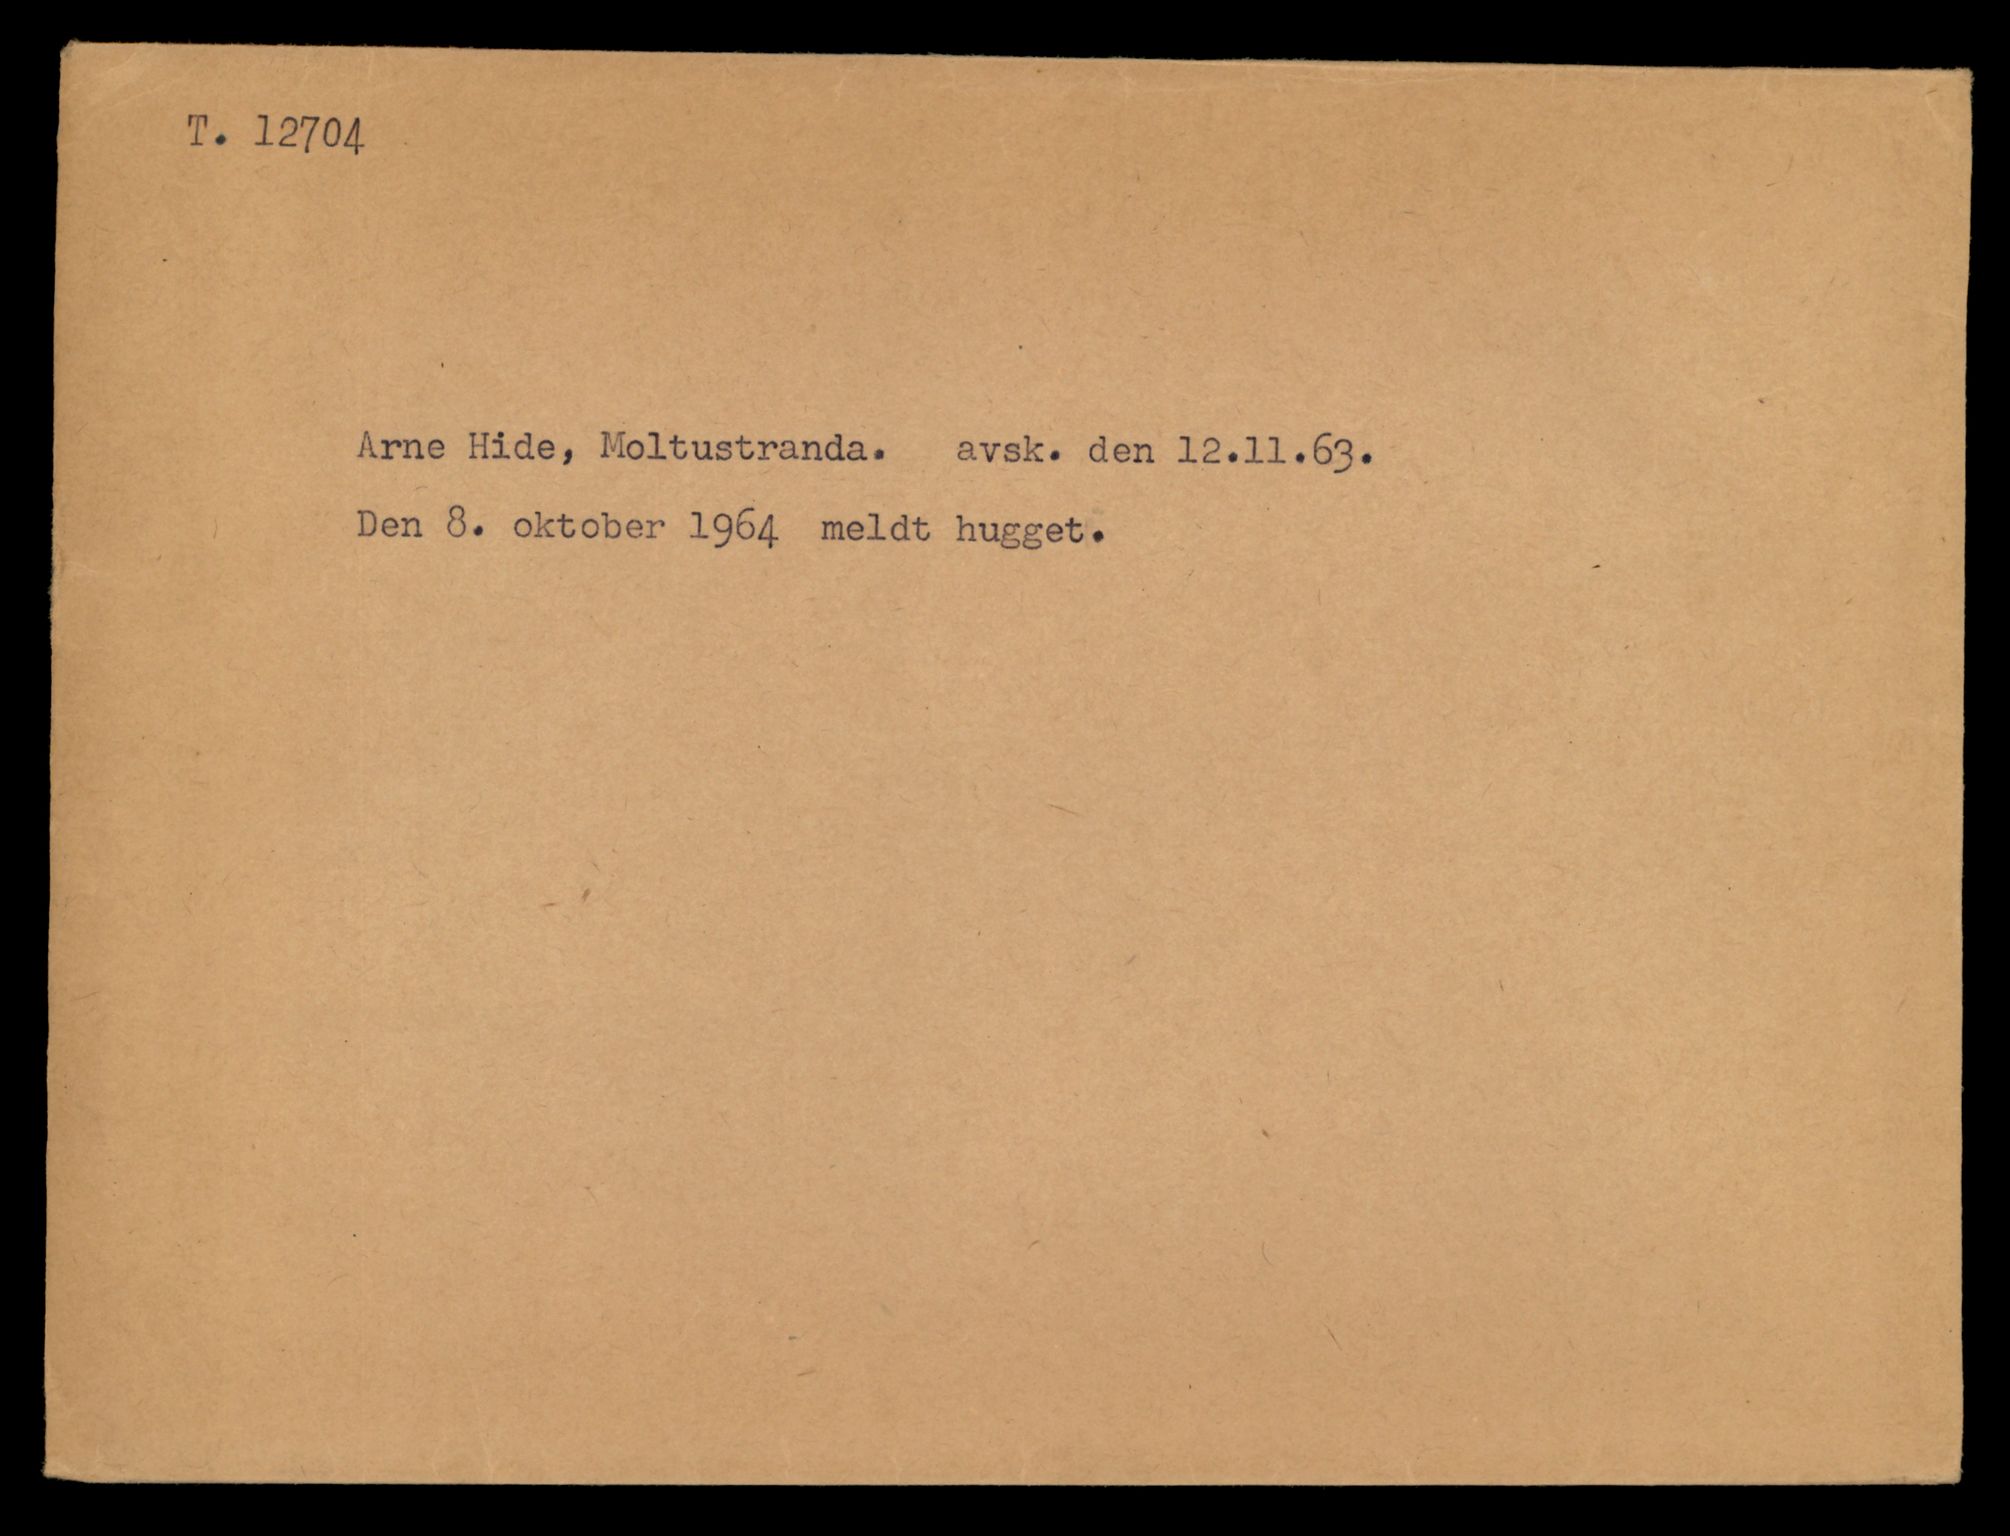 T. 12704
Arne Hide, Moltustranda. avsk. den 12.11.63.
Den 8. oktober 1964 meldt hugget.